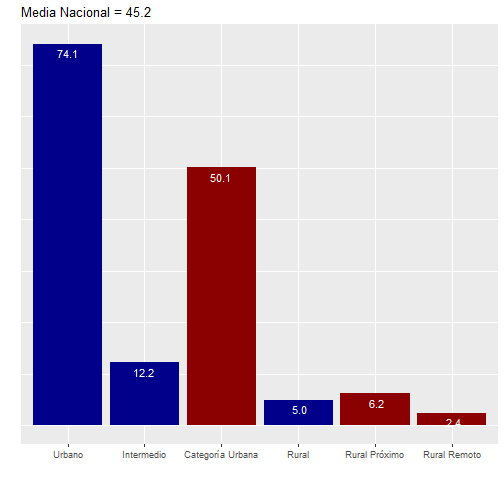 Media Nacional = 45.2
74.1
12.2
50.1
5.0
6.2
2.4
Urbano
Intermedio
Categoría Urbana
Rural
Rural Próximo
Rural Remoto